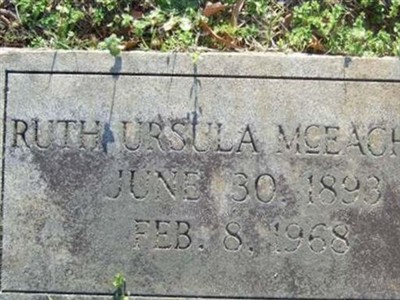 RUTH URSULA MCEACH
JUNE 30, 1893
FEB. 8, 1968